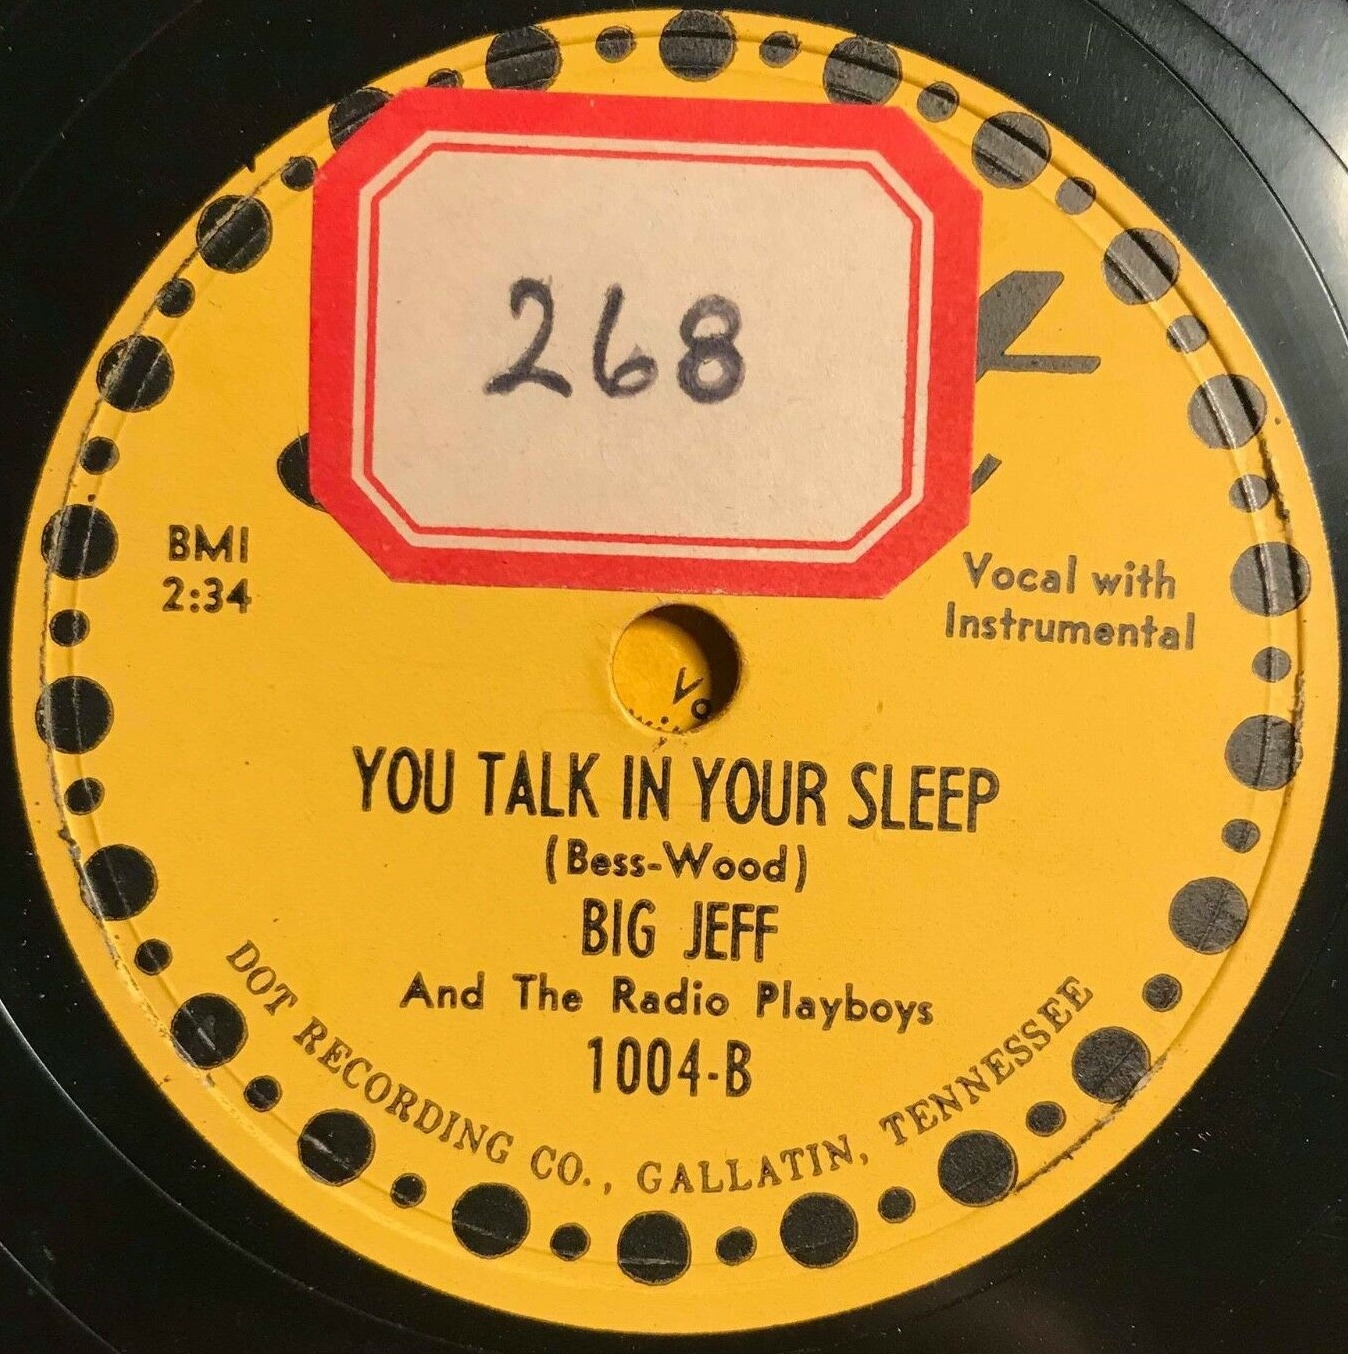 268
BMI
2:34
Vocal with
Instrumental
YOU TALK IN YOUR SLEEP
(Bess-Wood)
BIG JEFF
And The Radio Playboys
1004-B
DOT RECORDING CO., GALLATIN, TENNESSEE